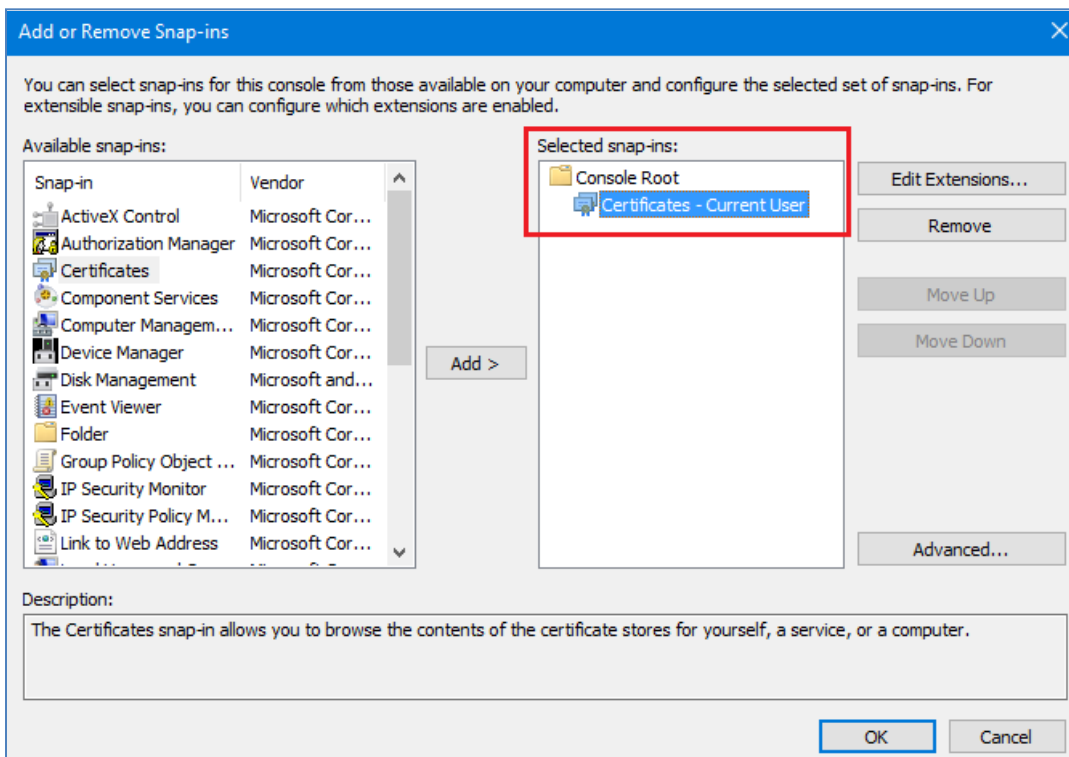 Add or Remove Snap-ins
You can select snap-ins for this console from those available on your computer and configure the selected set of snap-ins. For
extensible snap-ins, you can configure which extensions are enabled.
Available snap-ins:
Snap-in Vendor
ActiveX Control Microsoft Cor...
Authorization Manager Microsoft Cor...
Certificates Microsoft Cor...
Component Services Microsoft Cor...
Computer Managem... Microsoft Cor...
Device Manager Microsoft Cor...
Disk Management Microsoft and...
Event Viewer Microsoft Cor...
Folder Microsoft Cor...
Group Policy Object ... Microsoft Cor...
IP Security Monitor Microsoft Cor...
IP Security Policy M... Microsoft Cor...
Link to Web Address Microsoft Cor...
Add >
Selected snap-ins:
Console Root
Certificates - Current User
Edit Extensions...
Remove
Move Up
Move Down
Advanced...
Description:
The Certificates snap-in allows you to browse the contents of the certificate stores for yourself, a service, or a computer.
OK
Cancel